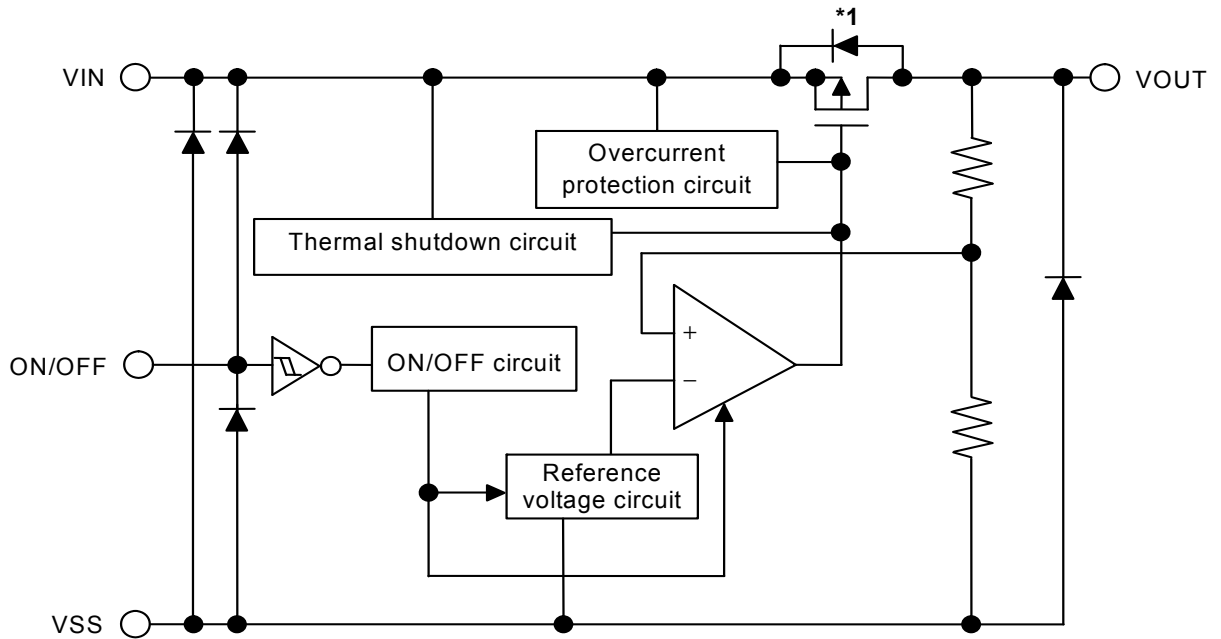 *1
VIN
VOUT
Overcurrent
protection circuit
Thermal shutdown circuit
+
ON/OFF
ON/OFF circuit
−
Reference
voltage circuit
VSS